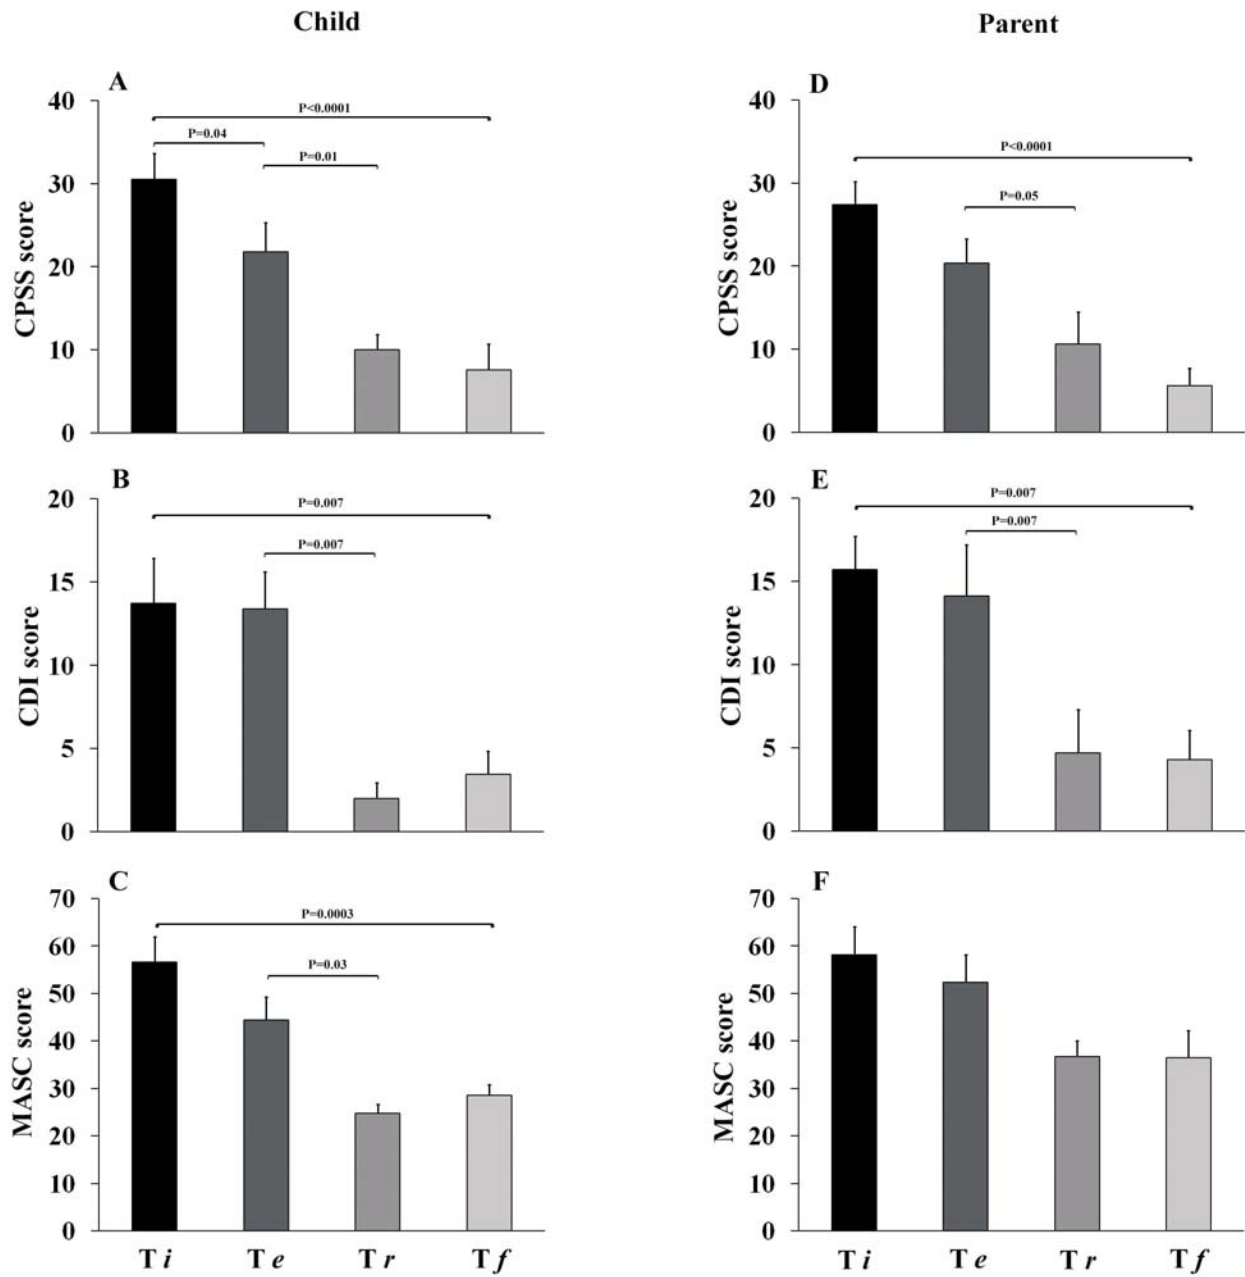 Child
Parent
A
CPSS score
40
30
20
10
0
P<0.0001
P=0.04
P=0.01
D
CPSS score
40
30
20
10
0
P<0.0001
P=0.05
B
CDI score
20
15
10
5
0
P=0.007
P=0.007
E
CDI score
20
15
10
5
0
P=0.007
P=0.007
C
MASC score
70
60
50
40
30
20
10
0
P=0.0003
P=0.03
T i T e T r T f
F
MASC score
70
60
50
40
30
20
10
0
T i T e T r T f